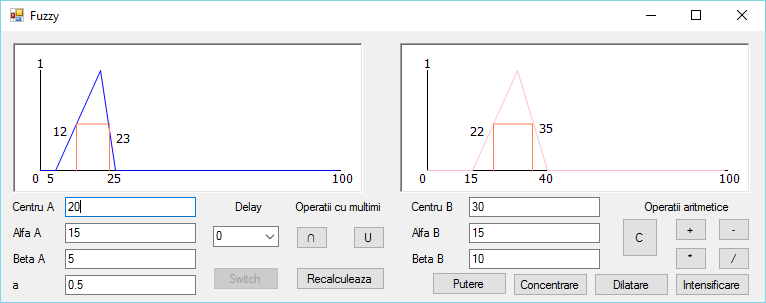 Fuzzy
1
12
23
0 5 25 100
1
22
35
0 15 40 100
Centru A 20
Delay
Operatii cu multimi
Alfa A 15
0
∩
U
Beta A 5
a 0.5
Switch
Recalculeaza
Centru B 30
Operatii aritmetice
Alfa B 15
C
+
-
Beta B 10
*
/
Putere
Concentrare
Dilatare
Intensificare